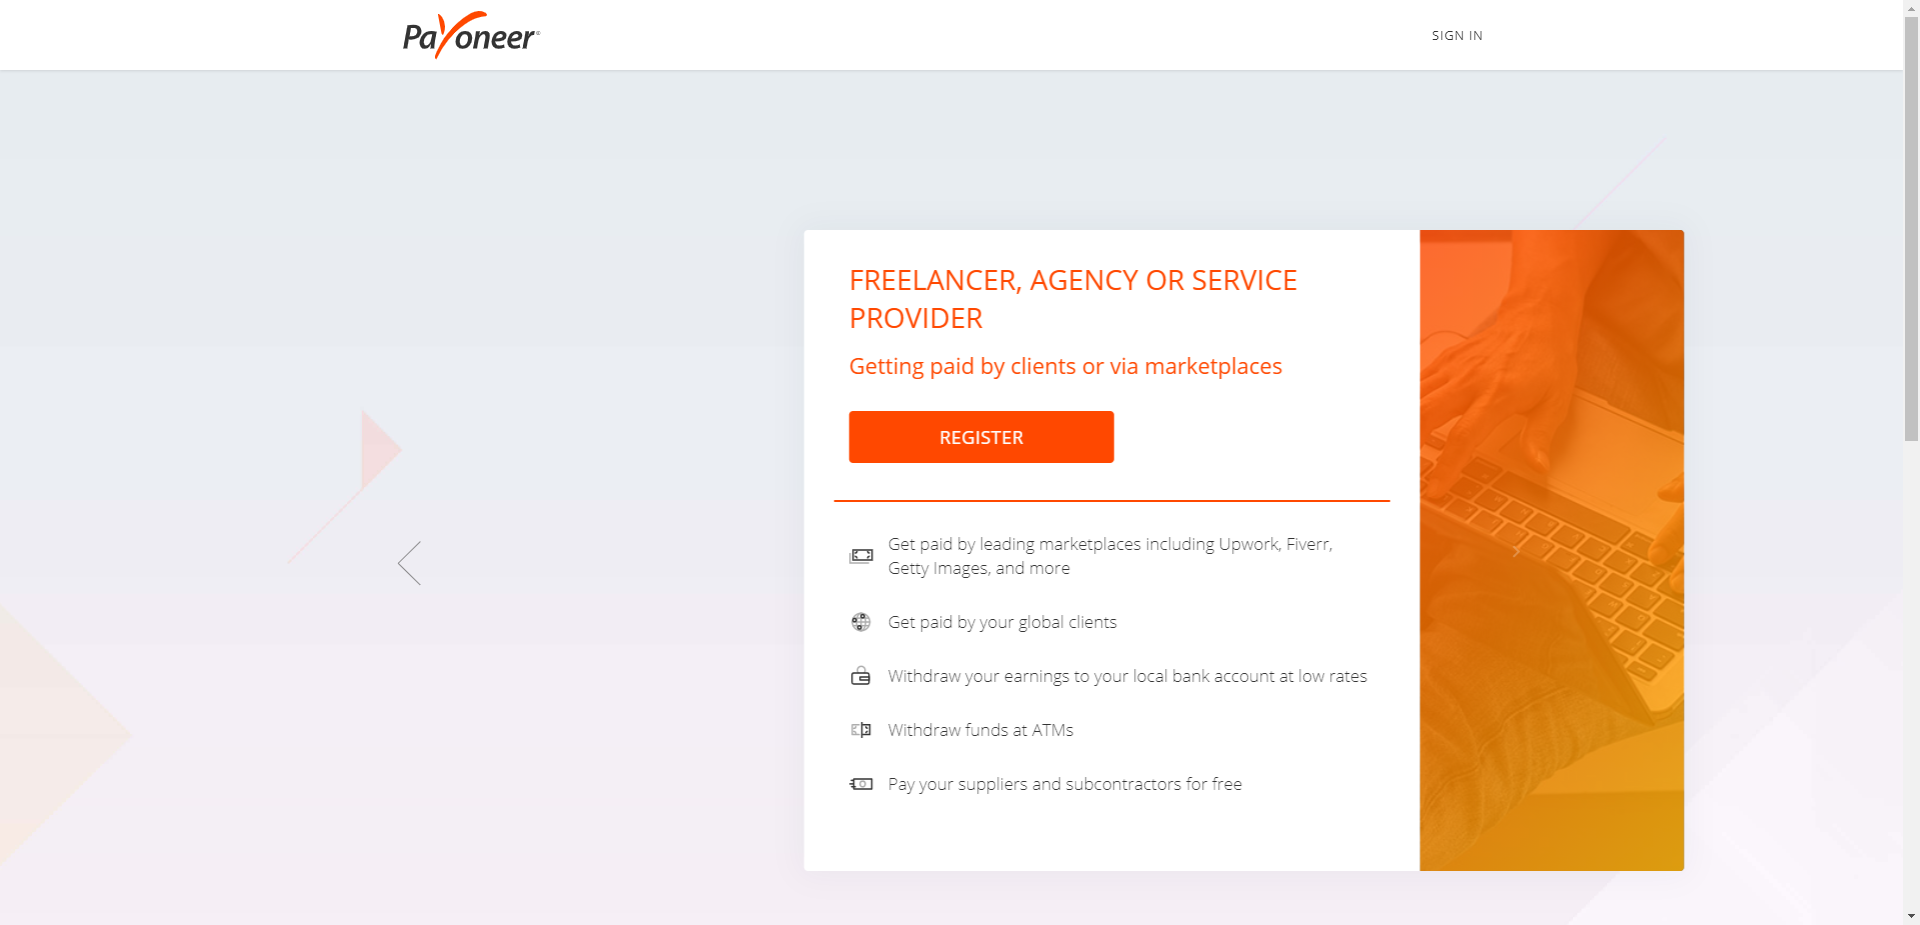 Payoneer
SIGN IN
FREELANCER, AGENCY OR SERVICE
PROVIDER
Getting paid by clients or via marketplaces
REGISTER
Get paid by leading marketplaces including Upwork, Fiverr,
Getty Images, and more
Get paid by your global clients
Withdraw your earnings to your local bank account at low rates
Withdraw funds at ATMs
Pay your suppliers and subcontractors for free